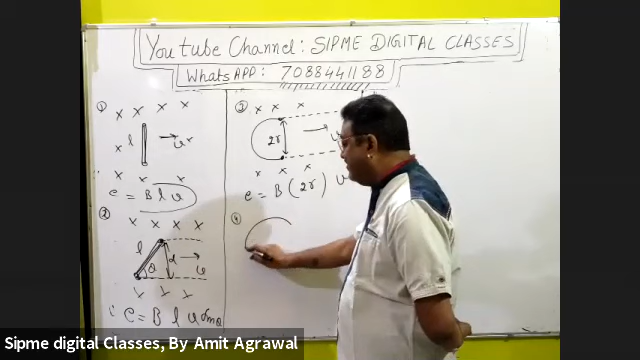 You tube Channel: SIPME DIGITAL CLASSES
WhatsAPP: 7088441188
① x x x x
l
x → v x
x x x
e = B l v
② x x x x
l
θ d → v
x x x
e = B l v sinθ
③ x x x
2r →
x x x
e = B (2r) v
④
Sipme digital Classes, By Amit Agrawal